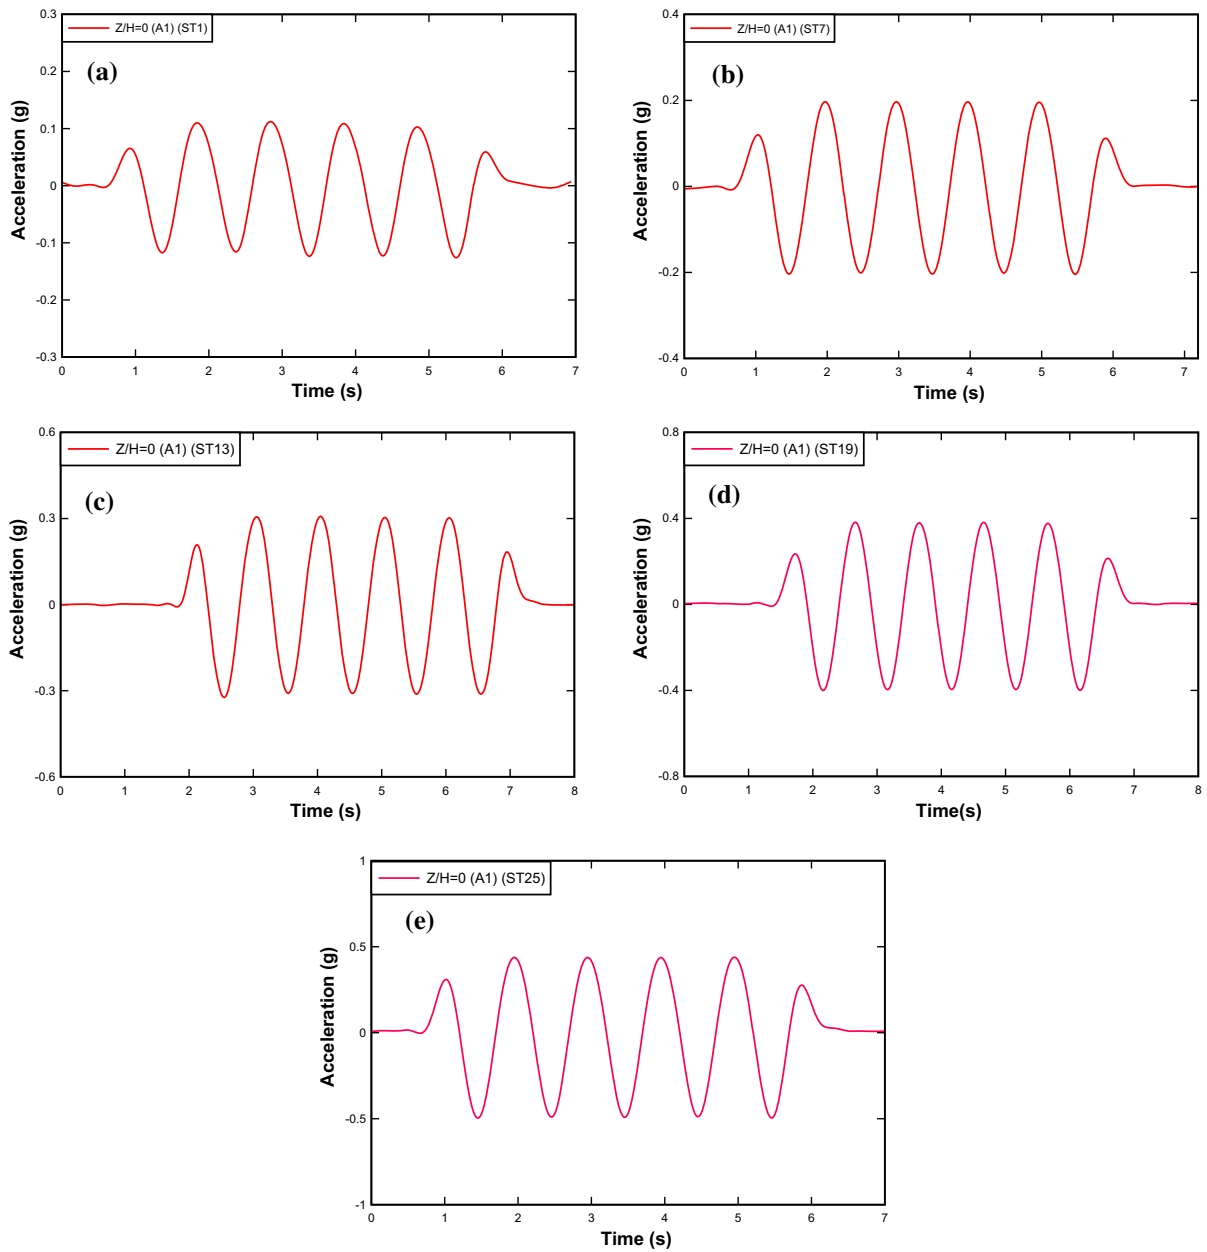 Z/H=0 (A1) (ST1)
(a)
0.3
0.2
0.1
0
-0.1
-0.2
-0.3
Acceleration (g)
0 1 2 3 4 5 6 7
Time (s)
Z/H=0 (A1) (ST7)
(b)
0.4
0.2
0
-0.2
-0.4
Acceleration (g)
0 1 2 3 4 5 6 7
Time (s)
Z/H=0 (A1) (ST13)
(c)
0.6
0.3
0
-0.3
-0.6
Acceleration (g)
0 1 2 3 4 5 6 7 8
Time (s)
Z/H=0 (A1) (ST19)
(d)
0.8
0.4
0
-0.4
-0.8
Acceleration (g)
0 1 2 3 4 5 6 7 8
Time(s)
Z/H=0 (A1) (ST25)
(e)
1
0.5
0
-0.5
-1
Acceleration (g)
0 1 2 3 4 5 6 7
Time (s)